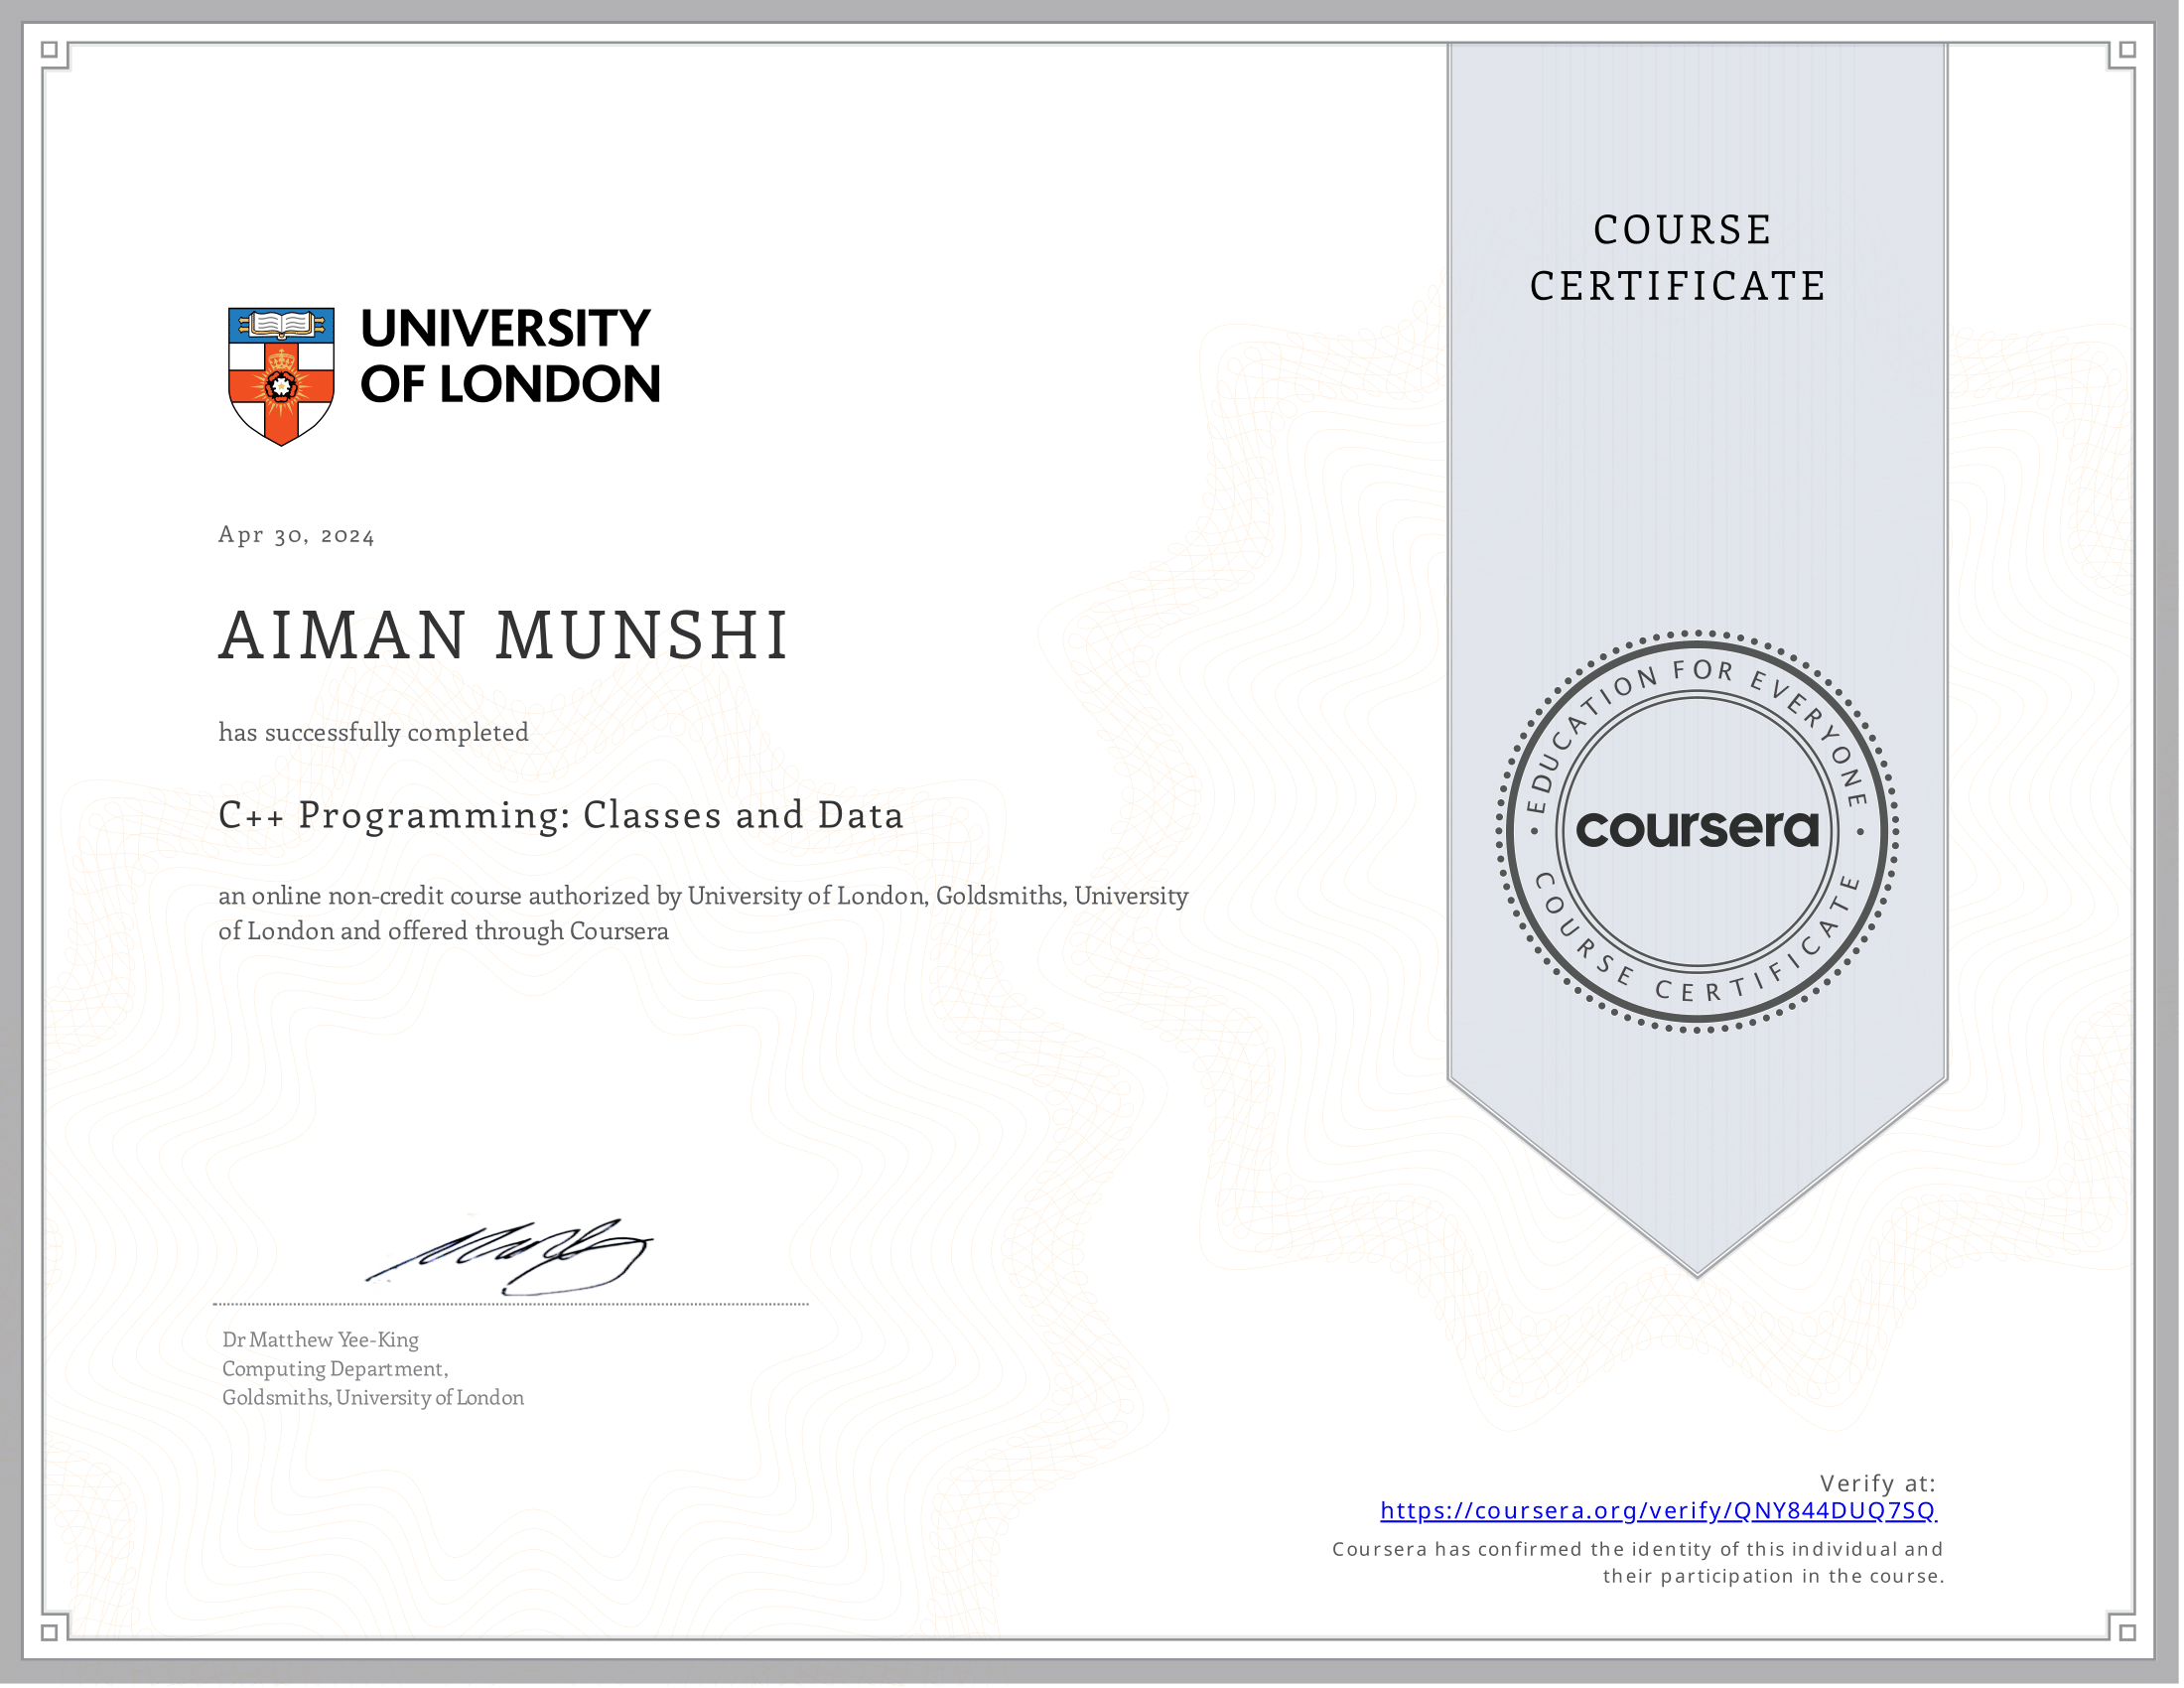 COURSE
CERTIFICATE
UNIVERSITY
OF LONDON
Apr 30, 2024
AIMAN MUNSHI
has successfully completed
C++ Programming: Classes and Data
an online non-credit course authorized by University of London, Goldsmiths, University
of London and offered through Coursera
EDUCATION FOR EVERYONE
coursera
COURSE CERTIFICATE
Dr Matthew Yee-King
Computing Department,
Goldsmiths, University of London
Verify at:
https://coursera.org/verify/QNY844DUQ7SQ
Coursera has confirmed the identity of this individual and
their participation in the course.